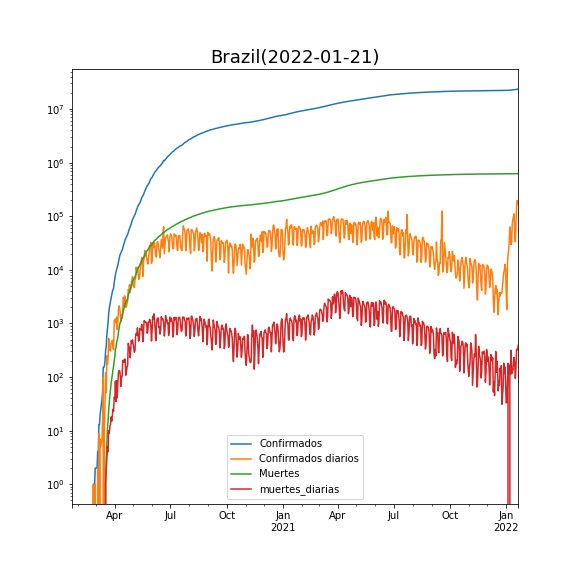 Brazil(2022-01-21)
10⁷
10⁶
10⁵
10⁴
10³
10²
10¹
10⁰
Confirmados
Confirmados diarios
Muertes
muertes_diarias
Apr Jul Oct Jan Apr Jul Oct Jan
2021 2022